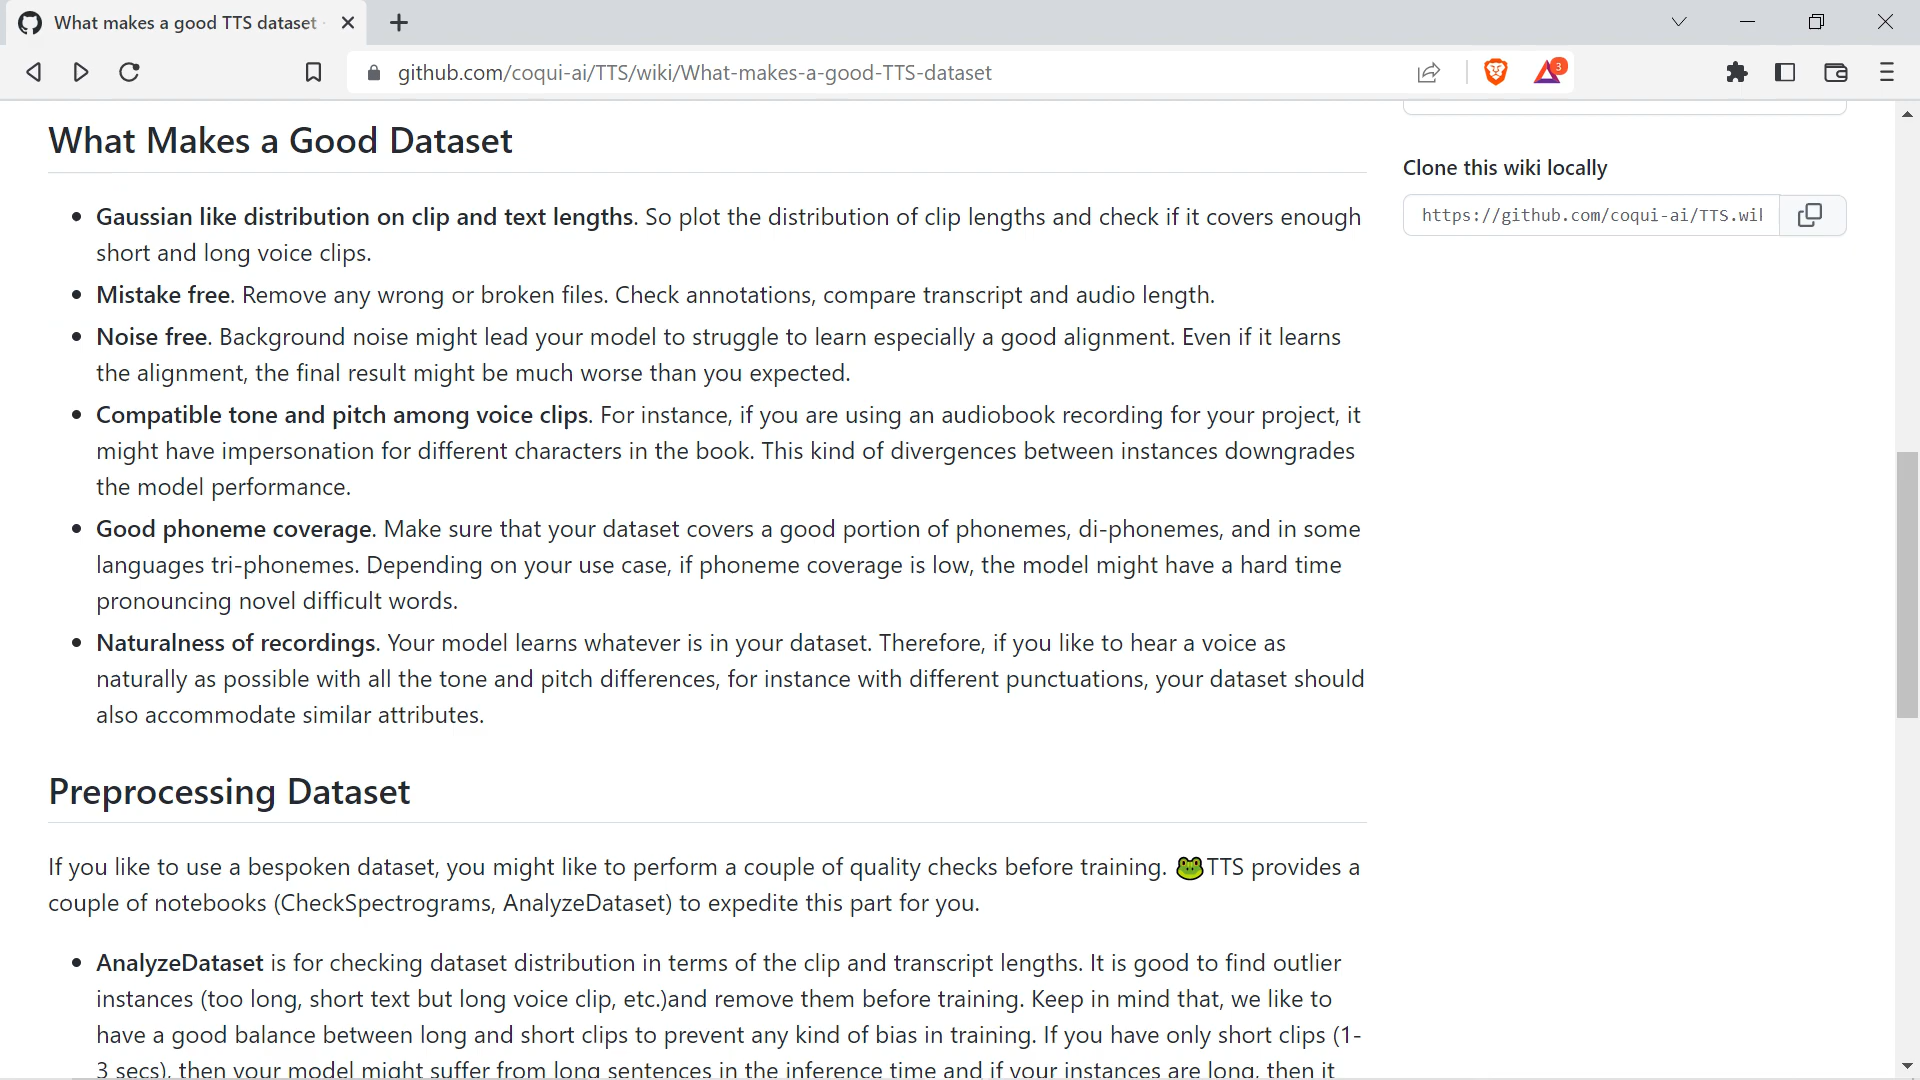 What makes a good TTS dataset
github.com/coqui-ai/TTS/wiki/What-makes-a-good-TTS-dataset
3
What Makes a Good Dataset
Gaussian like distribution on clip and text lengths. So plot the distribution of clip lengths and check if it covers enough
short and long voice clips.
Mistake free. Remove any wrong or broken files. Check annotations, compare transcript and audio length.
Noise free. Background noise might lead your model to struggle to learn especially a good alignment. Even if it learns
the alignment, the final result might be much worse than you expected.
Compatible tone and pitch among voice clips. For instance, if you are using an audiobook recording for your project, it
might have impersonation for different characters in the book. This kind of divergences between instances downgrades
the model performance.
Good phoneme coverage. Make sure that your dataset covers a good portion of phonemes, di-phonemes, and in some
languages tri-phonemes. Depending on your use case, if phoneme coverage is low, the model might have a hard time
pronouncing novel difficult words.
Naturalness of recordings. Your model learns whatever is in your dataset. Therefore, if you like to hear a voice as
naturally as possible with all the tone and pitch differences, for instance with different punctuations, your dataset should
also accommodate similar attributes.
Preprocessing Dataset
If you like to use a bespoken dataset, you might like to perform a couple of quality checks before training. 🐸TTS provides a
couple of notebooks (CheckSpectrograms, AnalyzeDataset) to expedite this part for you.
AnalyzeDataset is for checking dataset distribution in terms of the clip and transcript lengths. It is good to find outlier
instances (too long, short text but long voice clip, etc.)and remove them before training. Keep in mind that, we like to
have a good balance between long and short clips to prevent any kind of bias in training. If you have only short clips (1-
3 secs), then your model might suffer from long sentences in the inference time and if your instances are long, then it
Clone this wiki locally
https://github.com/coqui-ai/TTS.wil